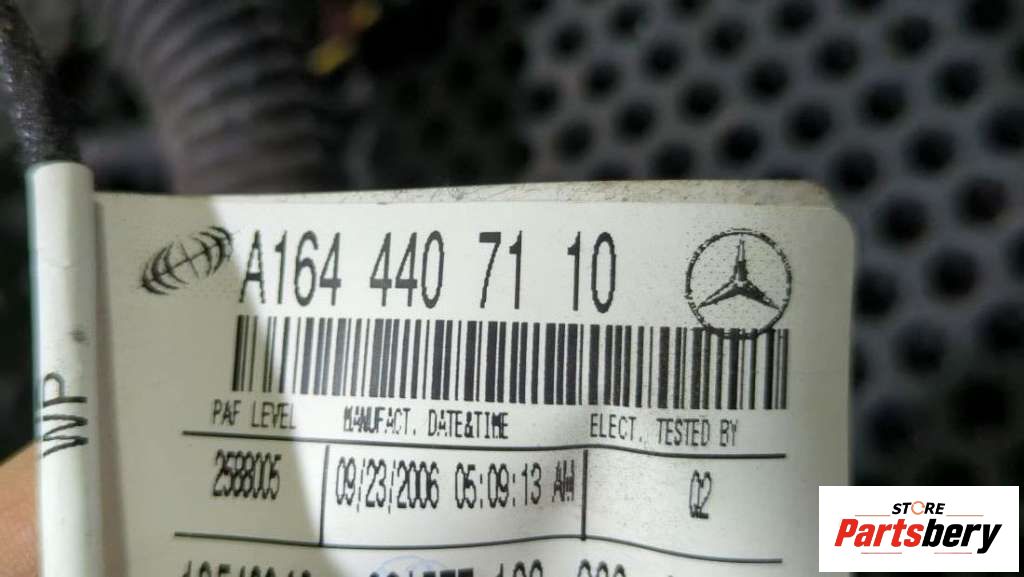 A164 440 71 10
PAF LEVEL MANUFACT. DATE&TIME ELECT. TESTED BY
2588005 09/23/2006 05:09:13 AM 02
WP
STORE
Partsbery